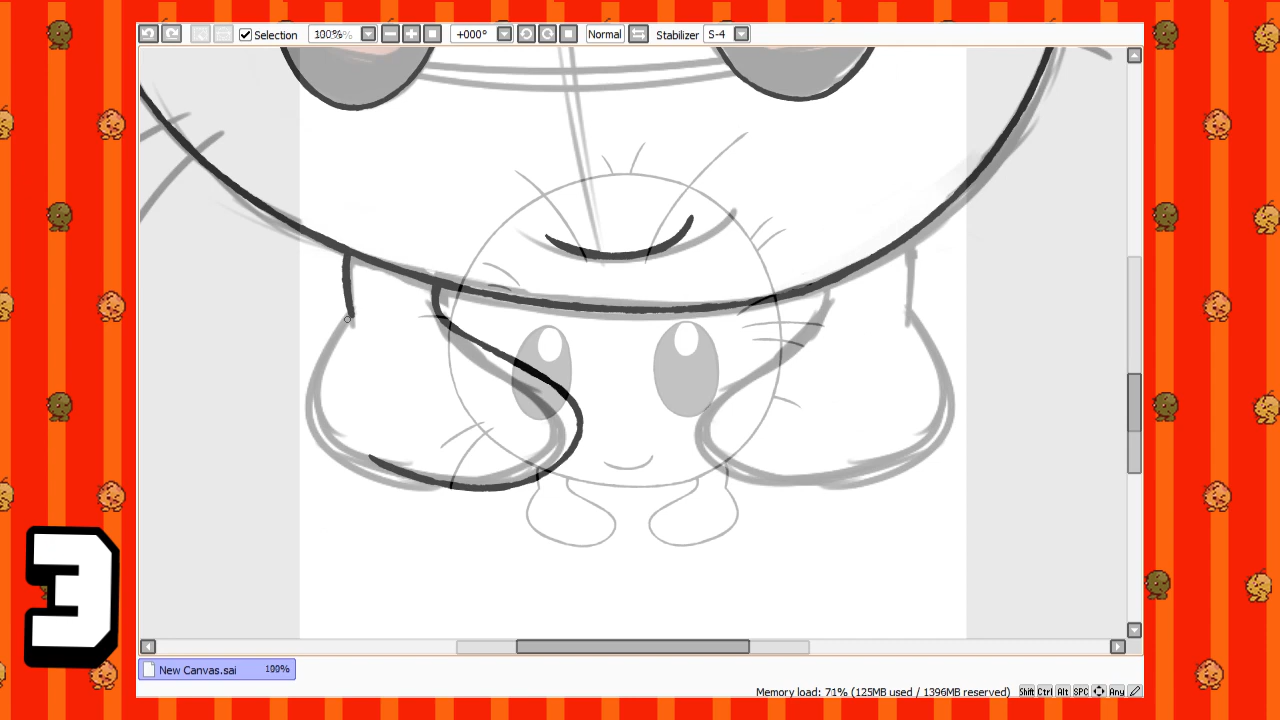 Selection 100% +000° Normal Stabilizer S-4
3
New Canvas.sai 100%
Memory load: 71% (125MB used / 1396MB reserved) Shift Ctrl Alt SPC Any